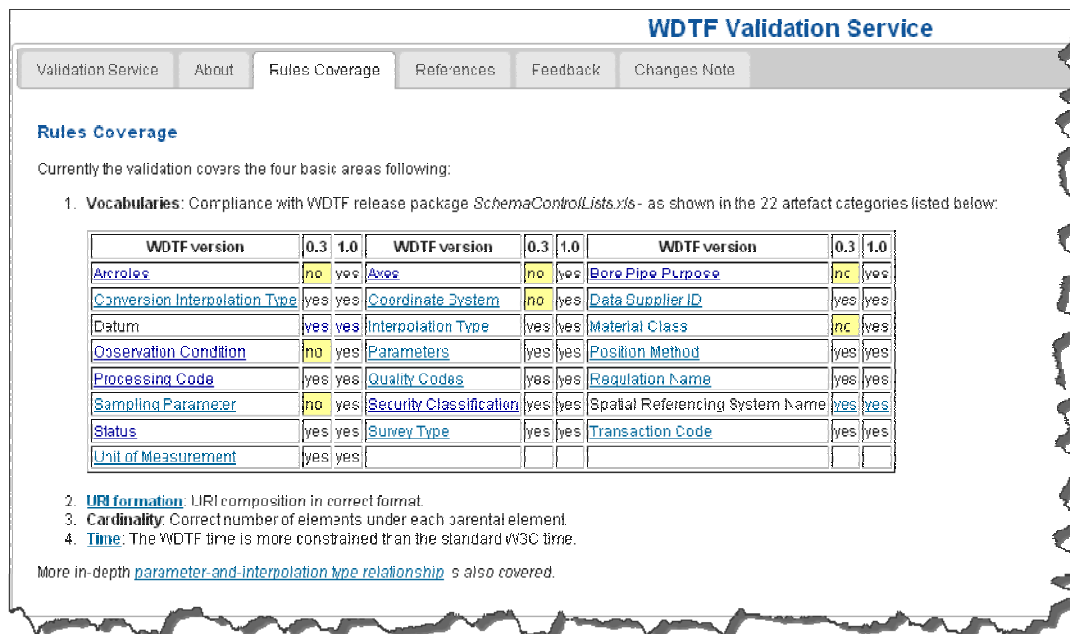 WDTF Validation Service
Validation Service About Rules Coverage References Feedback Changes Note
Rules Coverage
Currently the validation covers the four basic areas following:
1. Vocabularies: Compliance with WDTF release package SchemaControlLists.xls - as shown in the 22 artefact categories listed below:
WDTF version 0.3 1.0 WDTF version 0.3 1.0 WDTF version 0.3 1.0
Arcroles no yes Axes no yes Bore Pipe Purpose no yes
Conversion Interpolation Type yes yes Coordinate System no yes Data Supplier ID yes yes
Datum yes yes Interpolation Type yes yes Material Class no yes
Observation Condition no yes Parameters yes yes Position Method yes yes
Processing Code yes yes Quality Codes yes yes Regulation Name yes yes
Sampling Parameter no yes Security Classification yes yes Spatial Referencing System Name yes yes
Status yes yes Survey Type yes yes Transaction Code yes yes
Unit of Measurement yes yes
2. URI formation: URI composition in correct format.
3. Cardinality: Correct number of elements under each parental element.
4. Time: The WDTF time is more constrained than the standard W3C time.
More in-depth parameter-and-interpolation type relationship s also covered.